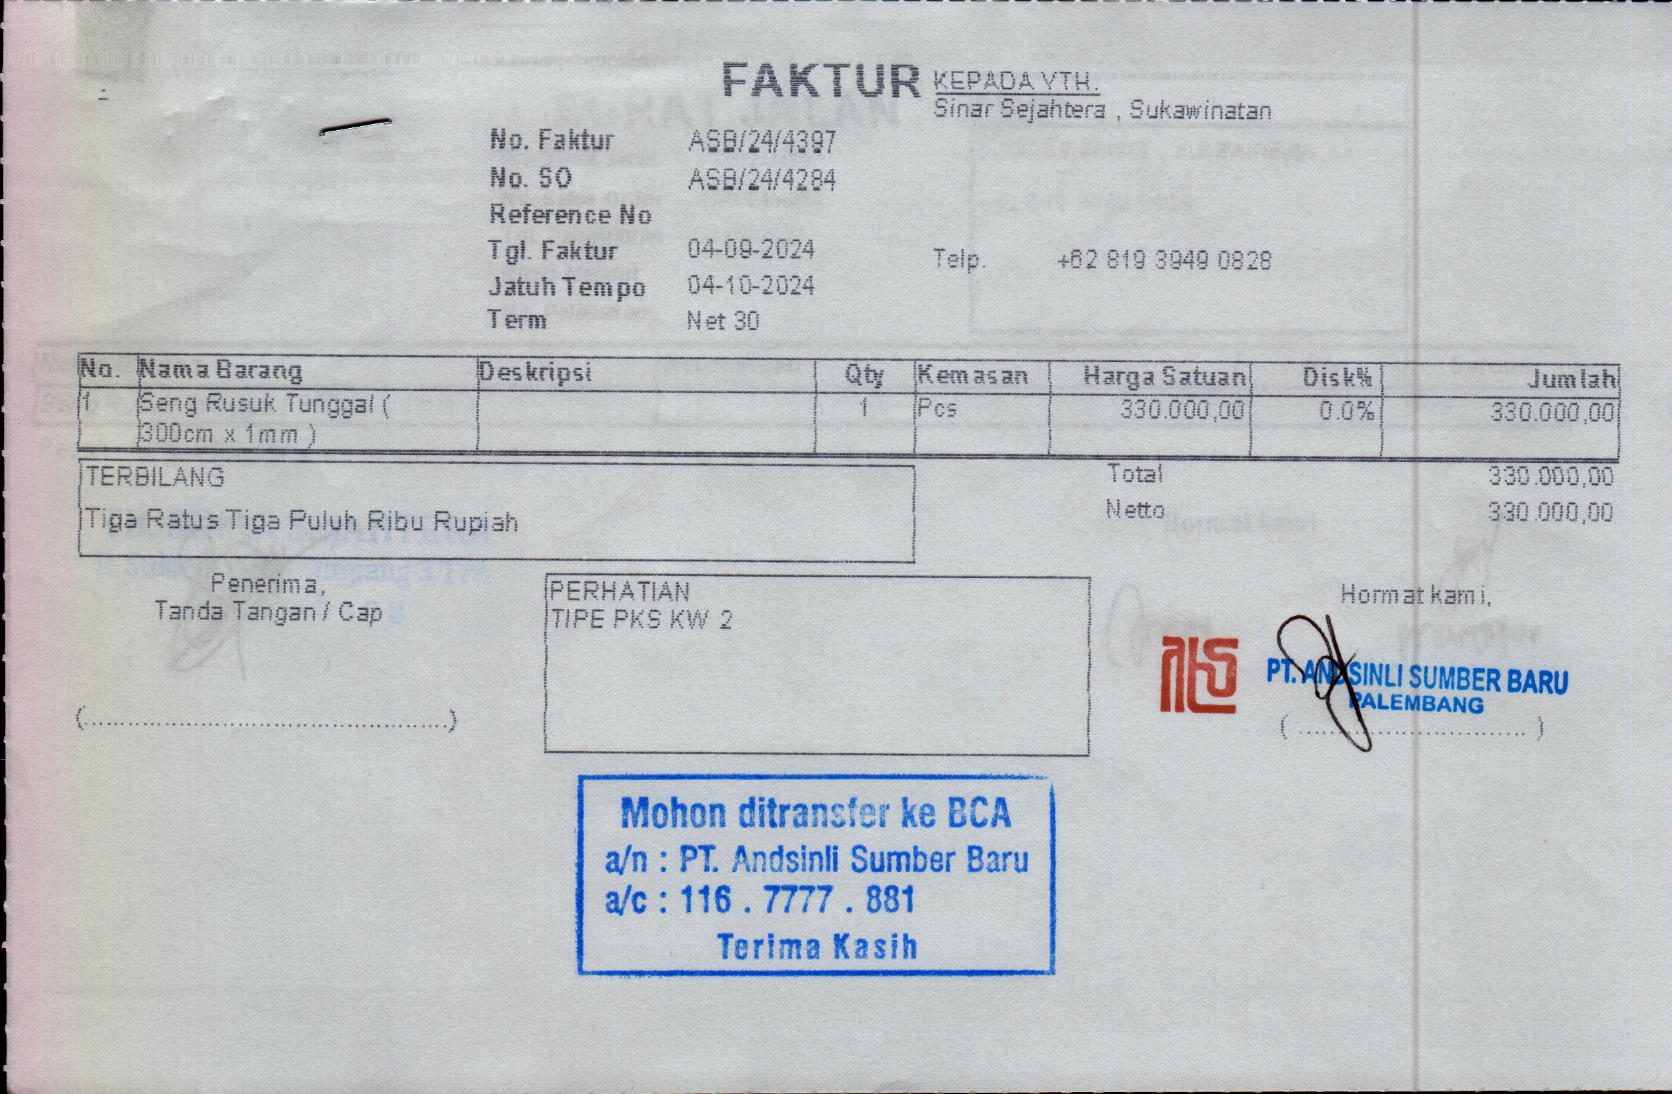 FAKTUR
KEPADA YTH.
Sinar Sejahtera , Sukawinatan
No. Faktur ASB/24/4397
No. SO ASB/24/4284
Reference No
Tgl. Faktur 04-09-2024
Telp. +62 819 3949 0828
Jatuh Tempo 04-10-2024
Term Net 30
No. Nama Barang Deskripsi Qty Kemasan Harga Satuan Disk% Jumlah
1 Seng Rusuk Tunggal ( 1 Pcs 330.000,00 0.0% 330.000,00
300cm x 1mm )
TERBILANG
Tiga Ratus Tiga Puluh Ribu Rupiah
Total 330.000,00
Netto 330.000,00
Penerima,
Tanda Tangan / Cap
(..................................................)
PERHATIAN
TIPE PKS KW 2
Hormat kami,
PT. ANDSINLI SUMBER BARU
PALEMBANG
( ................................ )
Mohon ditransfer ke BCA
a/n : PT. Andsinli Sumber Baru
a/c : 116 . 7777 . 881
Terima Kasih